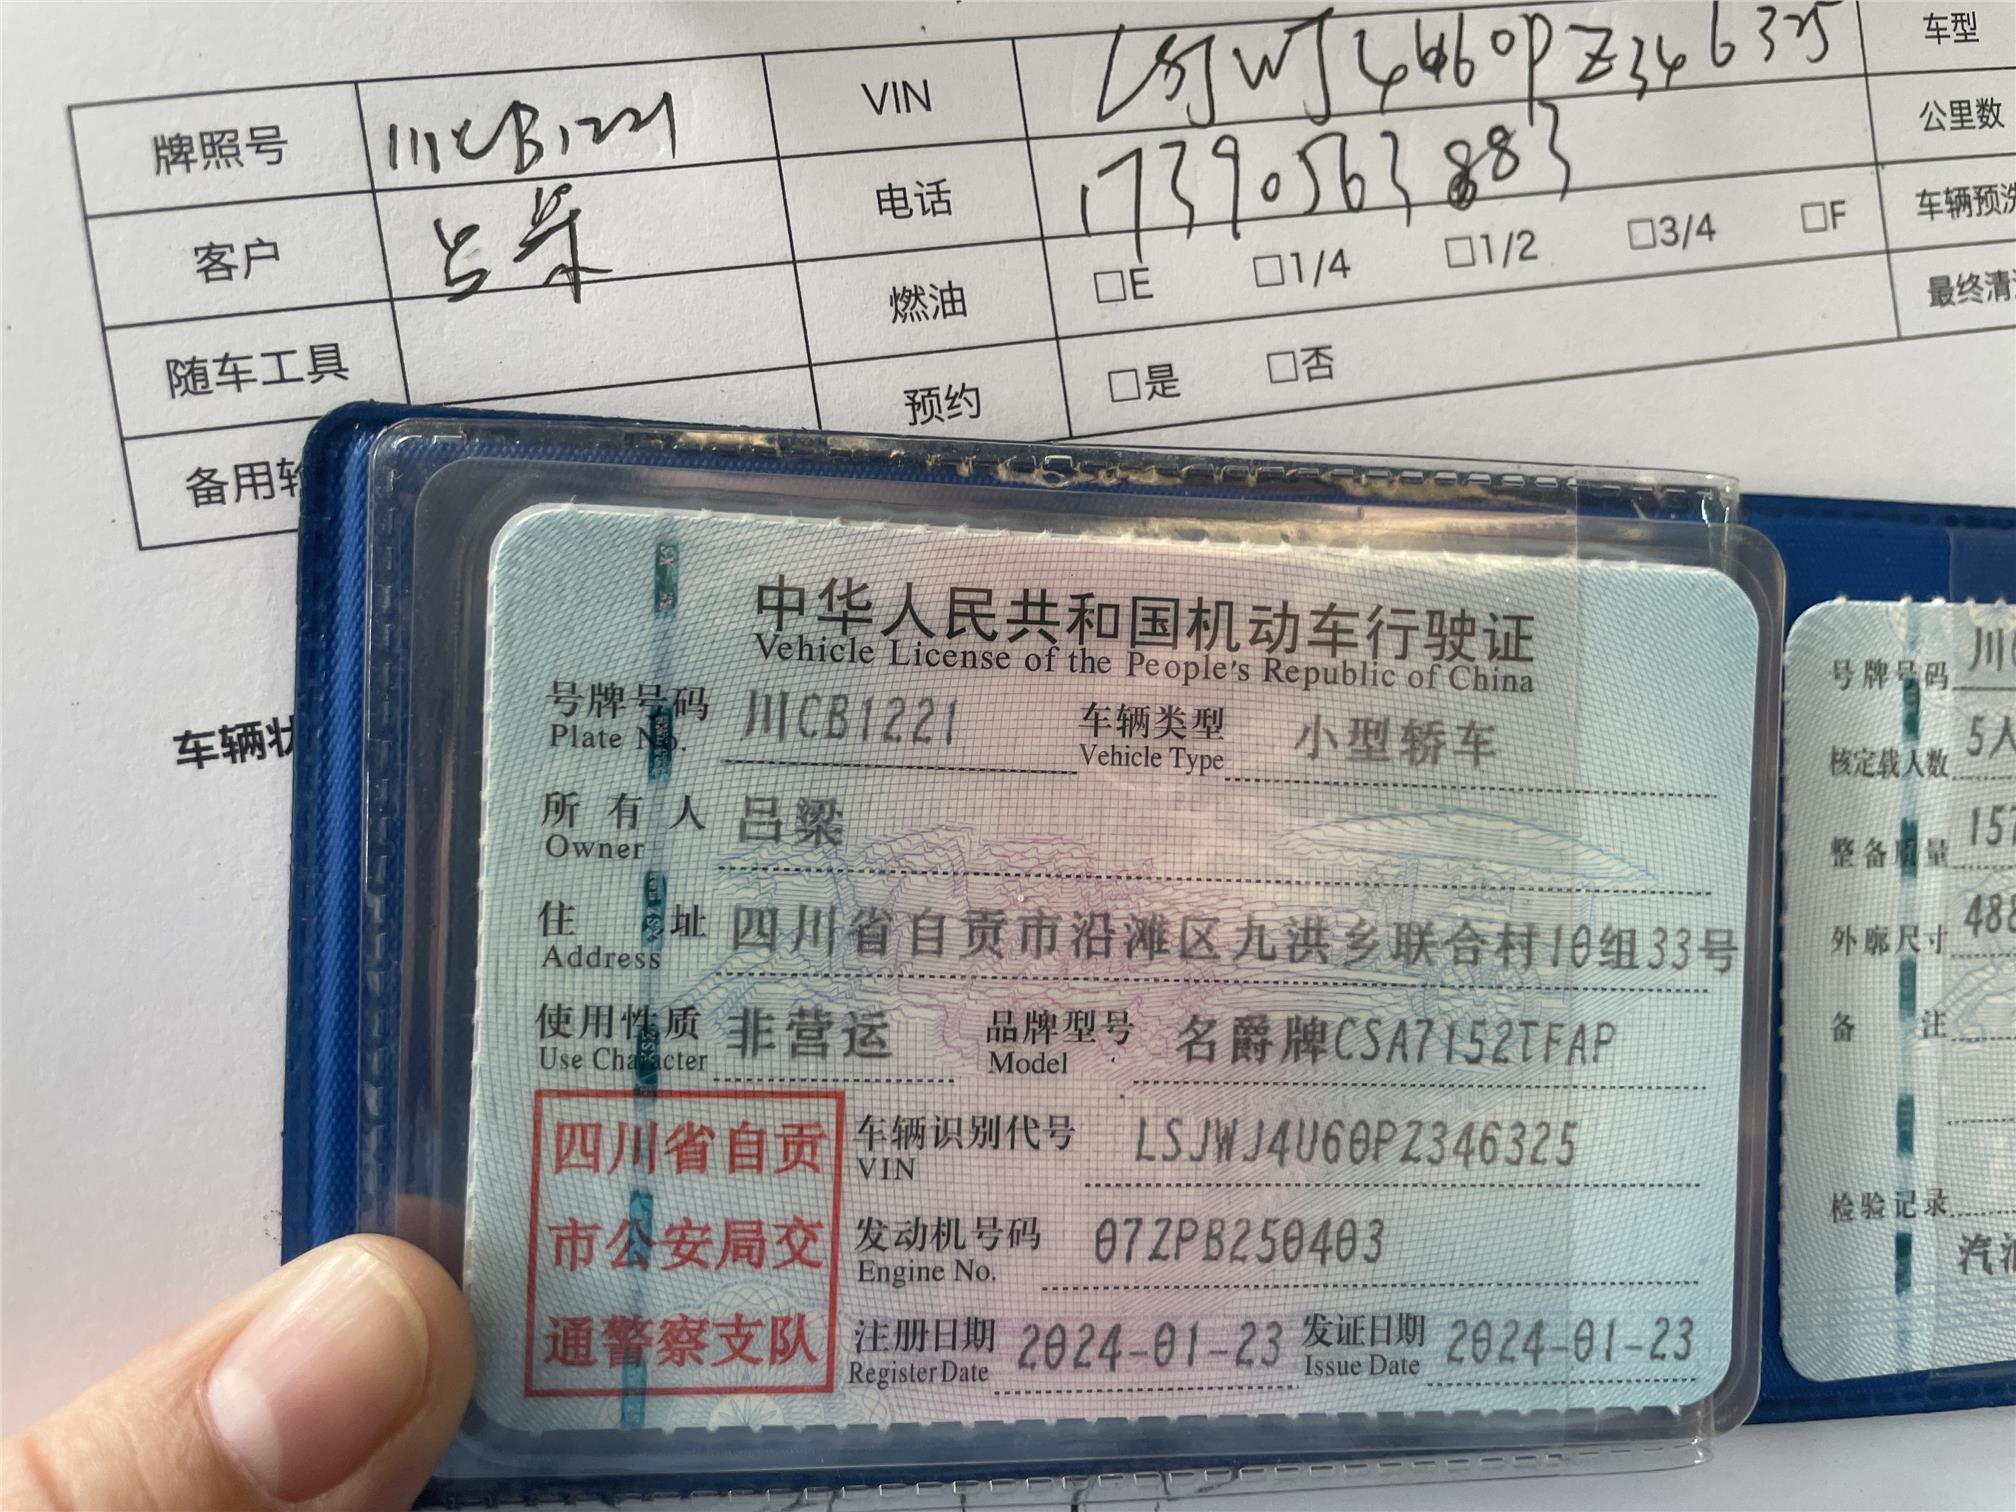 牌照号 川CB1221 VIN LSJWJ4U60PZ346325 车型
客户 吕梁 电话 17390563883 公里数
随车工具 燃油 □E □1/4 □1/2 □3/4 □F 车辆预洗
备用轮 预约 □是 □否 最终清
车辆状
中华人民共和国机动车行驶证
Vehicle License of the People's Republic of China
号牌号码 川CB1221 车辆类型 小型轿车
Plate No. Vehicle Type
所有人 吕梁
Owner
住址 四川省自贡市沿滩区九洪乡联合村10组33号
Address
使用性质 非营运 品牌型号 名爵牌CSA7152TFAP
Use Character Model
四川省自贡
市公安局交
通警察支队
车辆识别代号 LSJWJ4U60PZ346325
VIN
发动机号码 07ZPB250403
Engine No.
注册日期 2024-01-23 发证日期 2024-01-23
Register Date Issue Date
号牌号码 川
核定载人数 5人
整备质量 15
外廓尺寸 48
备注
检验记录
汽油